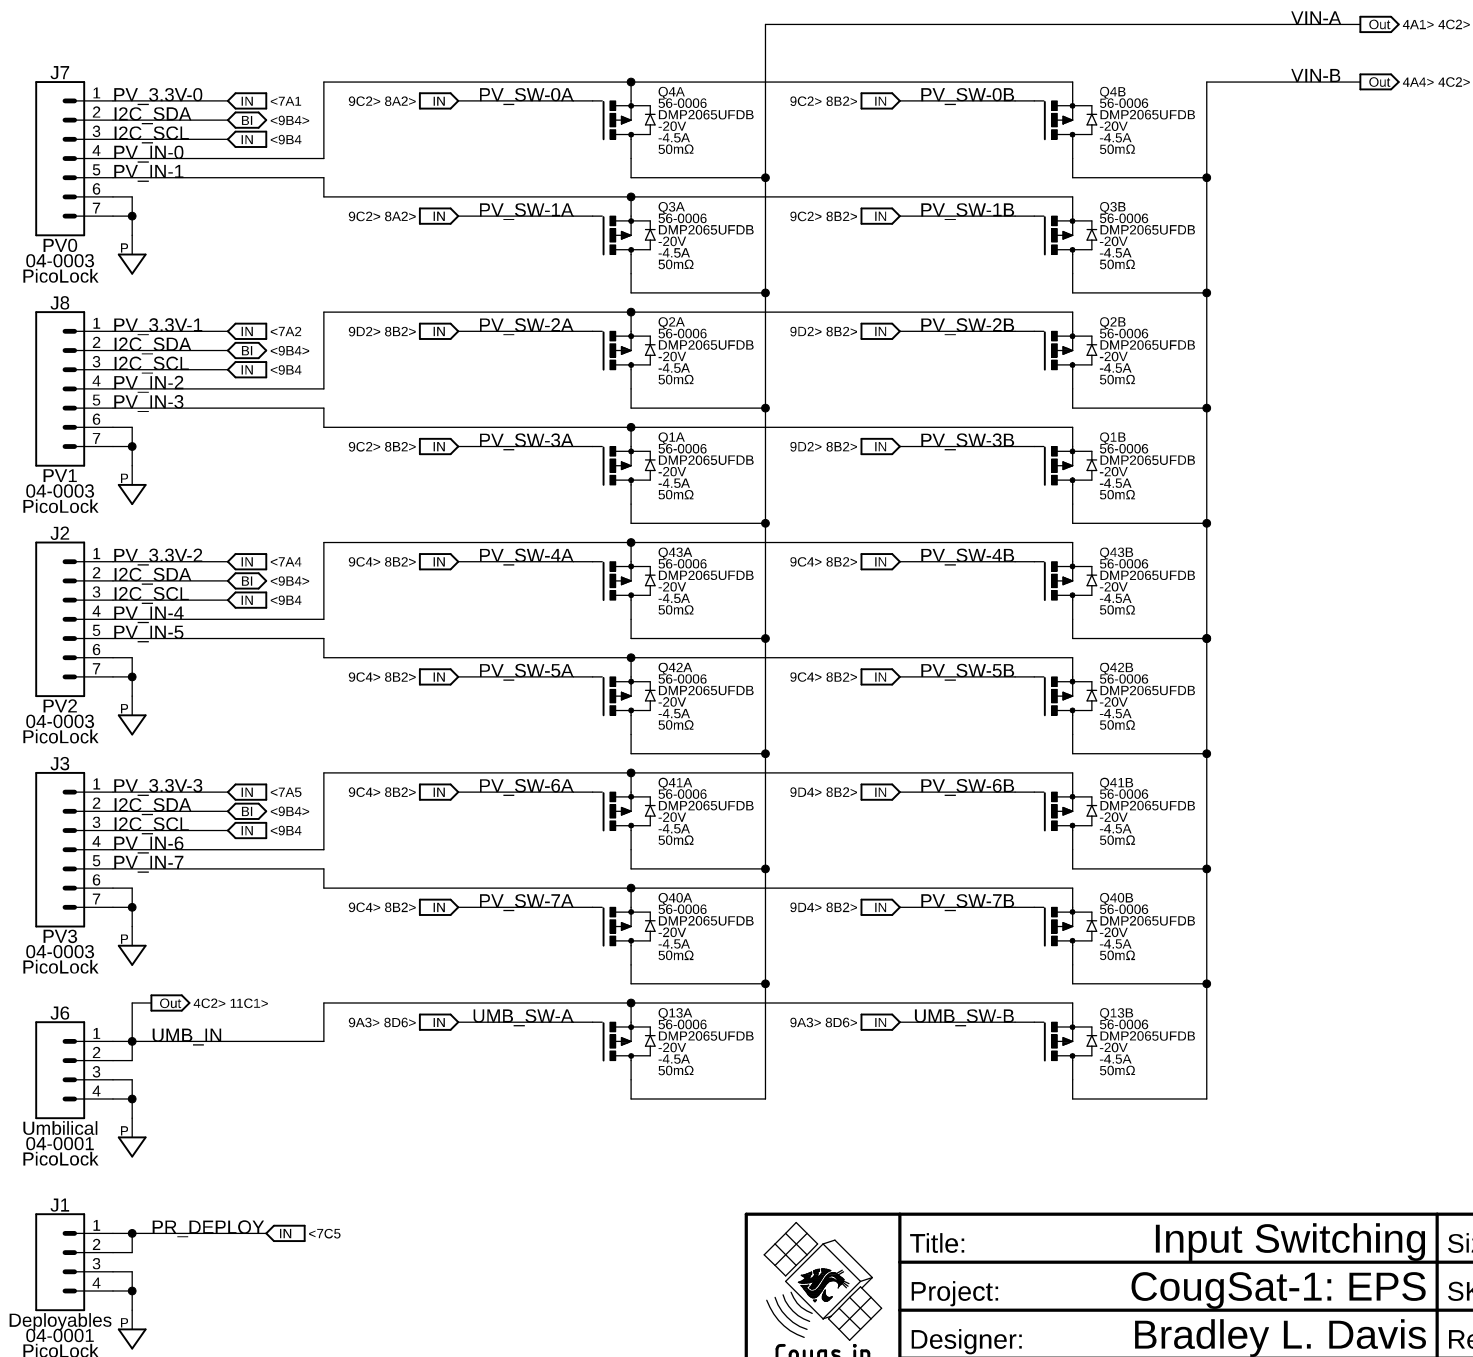 VIN-A Out 4A1> 4C2>
VIN-B Out 4A4> 4C2>
J7
1 PV_3.3V-0 IN <7A1
2 I2C_SDA BI <9B4>
3 I2C_SCL IN <9B4
4 PV_IN-0
5 PV_IN-1
6
7
P
PV0
04-0003
PicoLock
9C2> 8A2> IN PV_SW-0A
Q4A
56-0006
DMP2065UFDB
-20V
-4.5A
50mΩ
9C2> 8B2> IN PV_SW-0B
Q4B
56-0006
DMP2065UFDB
-20V
-4.5A
50mΩ
9C2> 8A2> IN PV_SW-1A
Q3A
56-0006
DMP2065UFDB
-20V
-4.5A
50mΩ
9C2> 8B2> IN PV_SW-1B
Q3B
56-0006
DMP2065UFDB
-20V
-4.5A
50mΩ
J8
1 PV_3.3V-1 IN <7A2
2 I2C_SDA BI <9B4>
3 I2C_SCL IN <9B4
4 PV_IN-2
5 PV_IN-3
6
7
P
PV1
04-0003
PicoLock
9D2> 8B2> IN PV_SW-2A
Q2A
56-0006
DMP2065UFDB
-20V
-4.5A
50mΩ
9D2> 8B2> IN PV_SW-2B
Q2B
56-0006
DMP2065UFDB
-20V
-4.5A
50mΩ
9C2> 8B2> IN PV_SW-3A
Q1A
56-0006
DMP2065UFDB
-20V
-4.5A
50mΩ
9D2> 8B2> IN PV_SW-3B
Q1B
56-0006
DMP2065UFDB
-20V
-4.5A
50mΩ
J2
1 PV_3.3V-2 IN <7A4
2 I2C_SDA BI <9B4>
3 I2C_SCL IN <9B4
4 PV_IN-4
5 PV_IN-5
6
7
P
PV2
04-0003
PicoLock
9C4> 8B2> IN PV_SW-4A
Q43A
56-0006
DMP2065UFDB
-20V
-4.5A
50mΩ
9C4> 8B2> IN PV_SW-4B
Q43B
56-0006
DMP2065UFDB
-20V
-4.5A
50mΩ
9C4> 8B2> IN PV_SW-5A
Q42A
56-0006
DMP2065UFDB
-20V
-4.5A
50mΩ
9C4> 8B2> IN PV_SW-5B
Q42B
56-0006
DMP2065UFDB
-20V
-4.5A
50mΩ
J3
1 PV_3.3V-3 IN <7A5
2 I2C_SDA BI <9B4>
3 I2C_SCL IN <9B4
4 PV_IN-6
5 PV_IN-7
6
7
P
PV3
04-0003
PicoLock
9C4> 8B2> IN PV_SW-6A
Q41A
56-0006
DMP2065UFDB
-20V
-4.5A
50mΩ
9D4> 8B2> IN PV_SW-6B
Q41B
56-0006
DMP2065UFDB
-20V
-4.5A
50mΩ
9C4> 8B2> IN PV_SW-7A
Q40A
56-0006
DMP2065UFDB
-20V
-4.5A
50mΩ
9D4> 8B2> IN PV_SW-7B
Q40B
56-0006
DMP2065UFDB
-20V
-4.5A
50mΩ
Out 4C2> 11C1>
J6
1 UMB_IN
2
3
4
P
Umbilical
04-0001
PicoLock
9A3> 8D6> IN UMB_SW-A
Q13A
56-0006
DMP2065UFDB
-20V
-4.5A
50mΩ
9A3> 8D6> IN UMB_SW-B
Q13B
56-0006
DMP2065UFDB
-20V
-4.5A
50mΩ
J1
1 PR_DEPLOY IN <7C5
2
3
4
P
Deployables
04-0001
PicoLock
Title: Input Switching
Project: CougSat-1: EPS
Designer: Bradley L. Davis
Cougs in